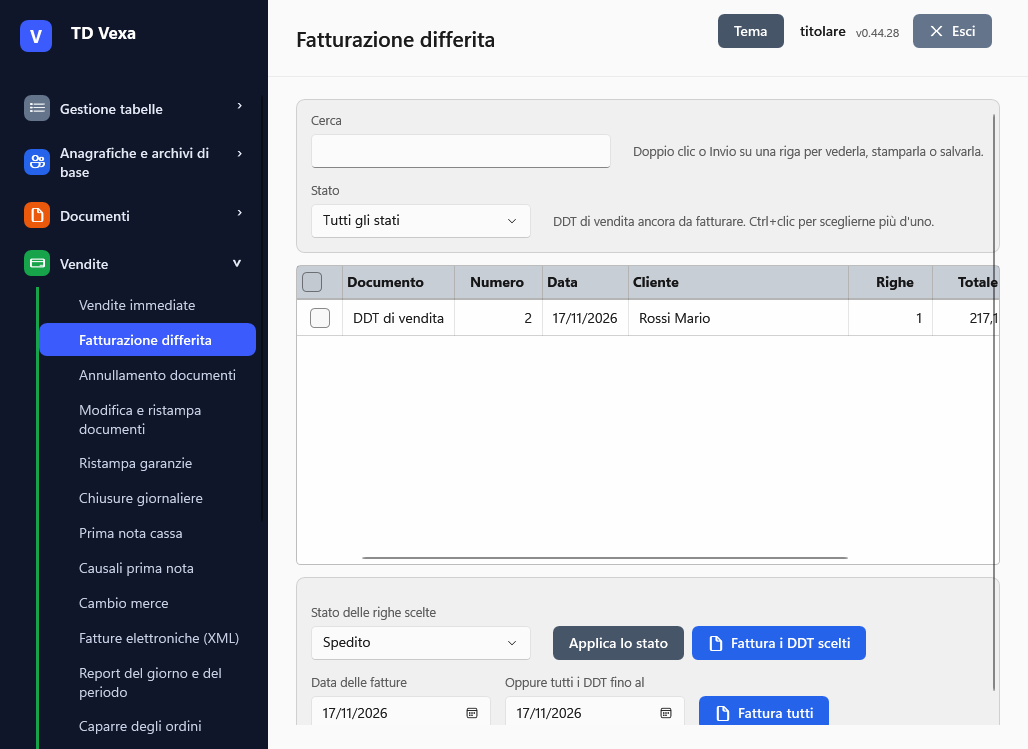 V
TD Vexa
Gestione tabelle
Anagrafiche e archivi di
base
Documenti
Vendite
Vendite immediate
Fatturazione differita
Annullamento documenti
Modifica e ristampa
documenti
Ristampa garanzie
Chiusure giornaliere
Prima nota cassa
Causali prima nota
Cambio merce
Fatture elettroniche (XML)
Report del giorno e del
periodo
Caparre degli ordini
Fatturazione differita
Tema titolare v0.44.28 Esci
Cerca
Doppio clic o Invio su una riga per vederla, stamparla o salvarla.
Stato
Tutti gli stati DDT di vendita ancora da fatturare. Ctrl+clic per sceglierne più d'uno.
Documento Numero Data Cliente Righe Totale
DDT di vendita 2 17/11/2026 Rossi Mario 1 217,1
Stato delle righe scelte
Spedito Applica lo stato Fattura i DDT scelti
Data delle fatture Oppure tutti i DDT fino al
17/11/2026 17/11/2026 Fattura tutti